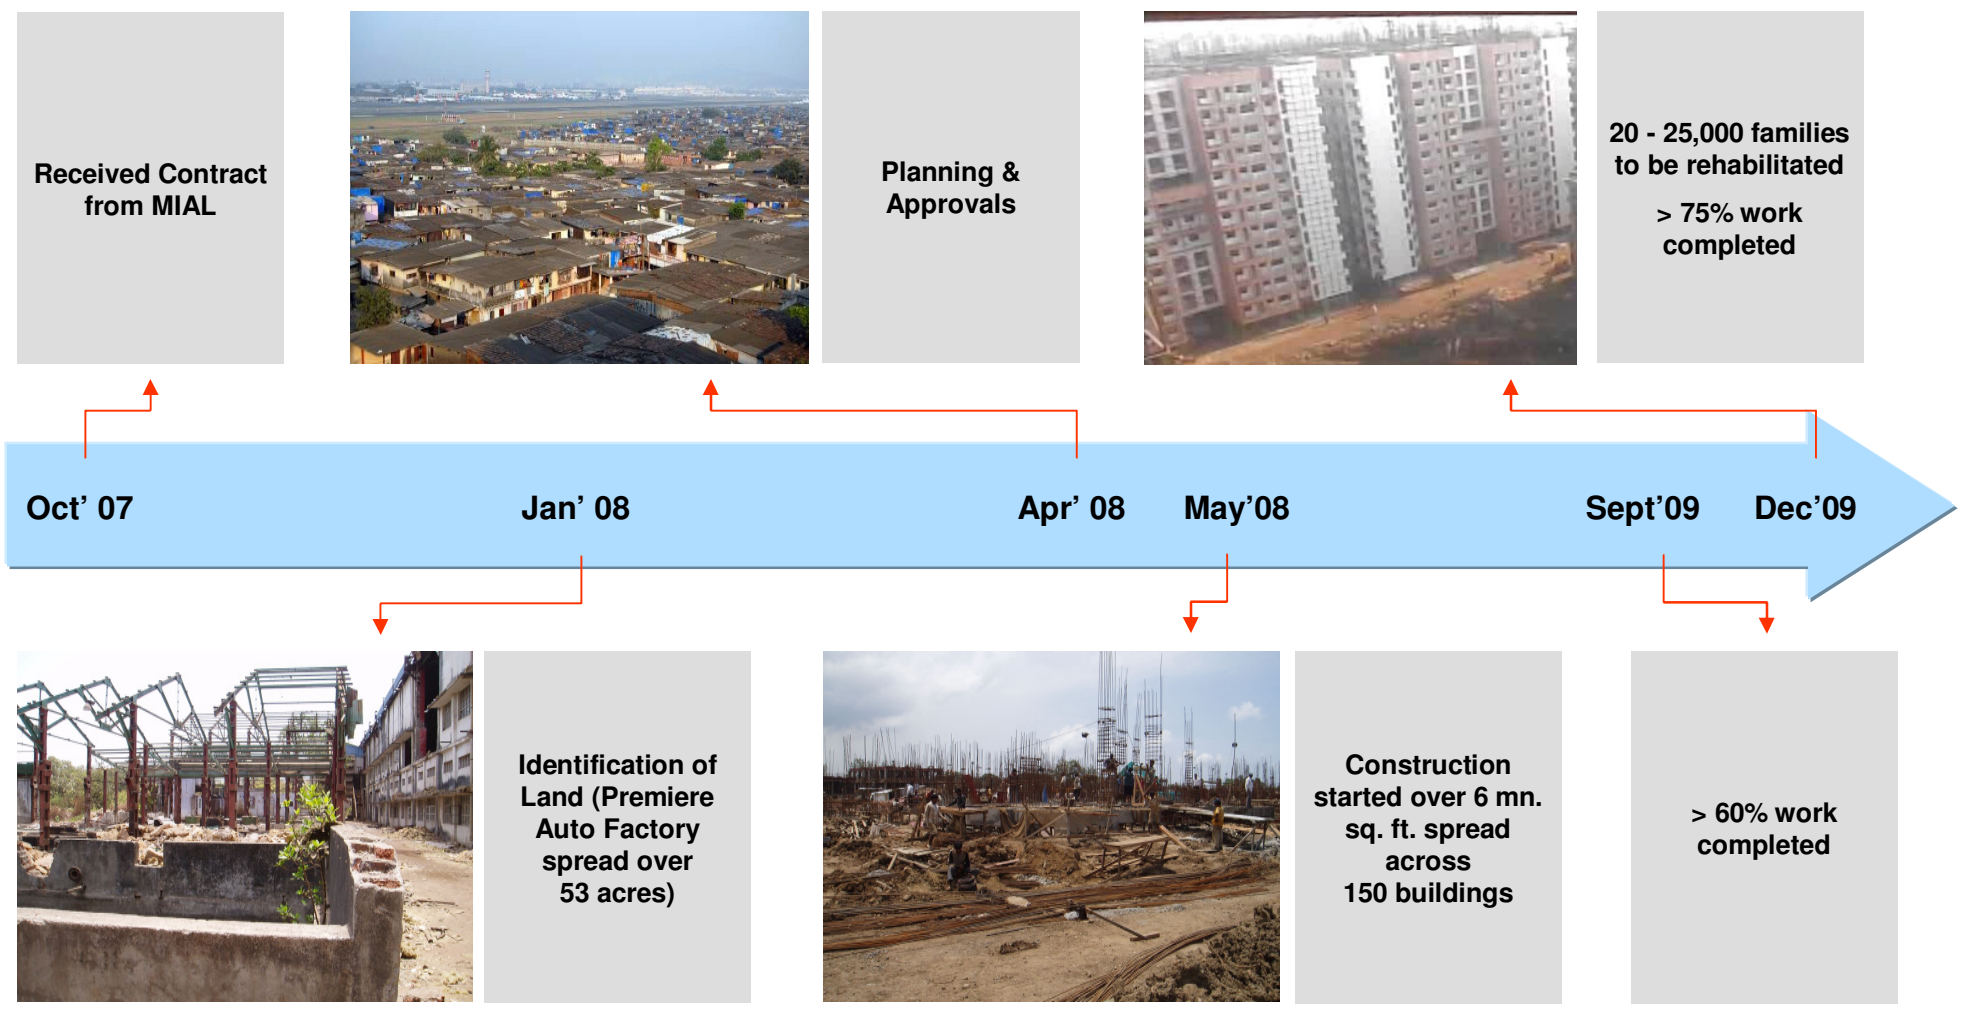 Received Contract
from MIAL
Planning &
Approvals
20 - 25,000 families
to be rehabilitated
> 75% work
completed
Oct’ 07
Jan’ 08
Apr’ 08
May’08
Sept’09
Dec’09
Identification of
Land (Premiere
Auto Factory
spread over
53 acres)
Construction
started over 6 mn.
sq. ft. spread
across
150 buildings
> 60% work
completed